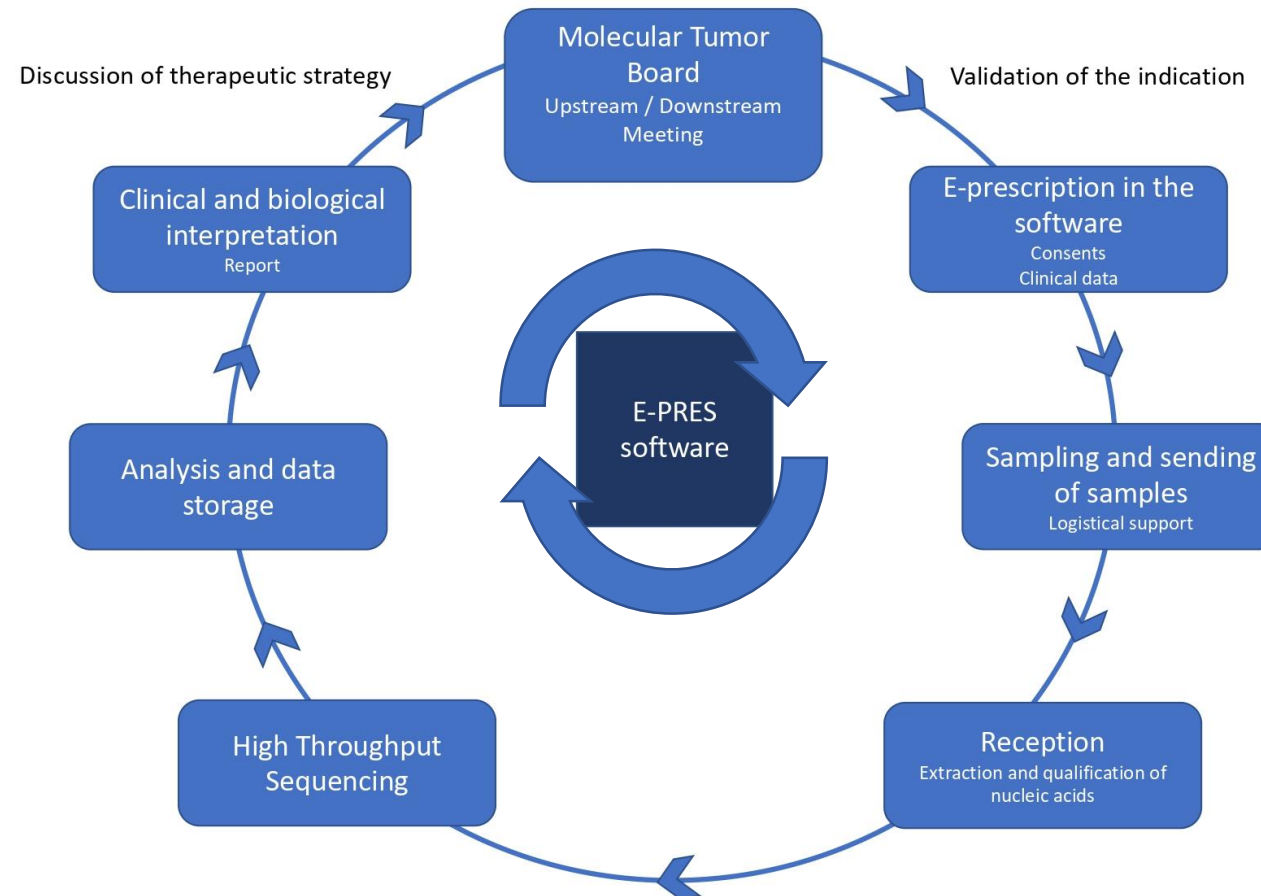 Molecular Tumor
Board
Upstream / Downstream
Meeting
Discussion of therapeutic strategy
Validation of the indication
E-prescription in the
software
Consents
Clinical data
Sampling and sending
of samples
Logistical support
Reception
Extraction and qualification of
nucleic acids
High Throughput
Sequencing
Analysis and data
storage
Clinical and biological
interpretation
Report
E-PRES
software